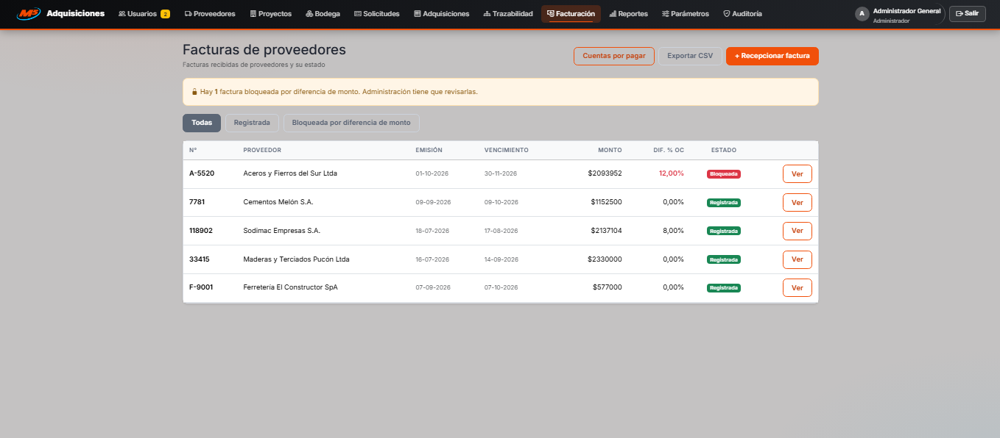 M5 Adquisiciones Usuarios 2 Proveedores Proyectos Bodega Solicitudes Adquisiciones Trazabilidad Facturación Reportes Parámetros Auditoría A Administrador General Salir
Administrador
Facturas de proveedores
Facturas recibidas de proveedores y su estado
Cuentas por pagar Exportar CSV + Recepcionar factura
Hay 1 factura bloqueada por diferencia de monto. Administración tiene que revisarlas.
Todas Registrada Bloqueada por diferencia de monto
N° PROVEEDOR EMISIÓN VENCIMIENTO MONTO DIF. % OC ESTADO
A-5520 Aceros y Fierros del Sur Ltda 01-10-2026 30-11-2026 $2093952 12,00% Bloqueada Ver
7781 Cementos Melón S.A. 09-09-2026 09-10-2026 $1152500 0,00% Registrada Ver
118902 Sodimac Empresas S.A. 18-07-2026 17-08-2026 $2137104 8,00% Registrada Ver
33415 Maderas y Terciados Pucón Ltda 16-07-2026 14-09-2026 $2330000 0,00% Registrada Ver
F-9001 Ferretería El Constructor SpA 07-09-2026 07-10-2026 $577000 0,00% Registrada Ver